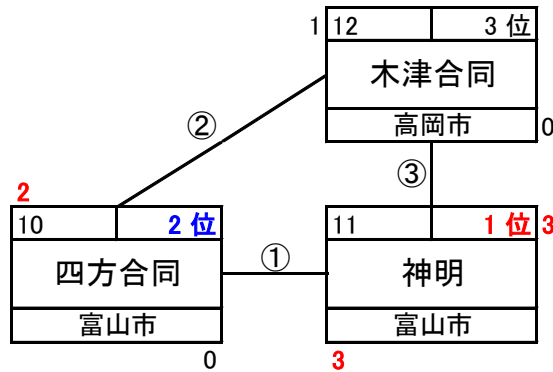 1 12 3 位
木津合同
高岡市 0
②
③
2
10 2 位
四方合同
富山市
0
①
11 1 位 3
神明
富山市
3